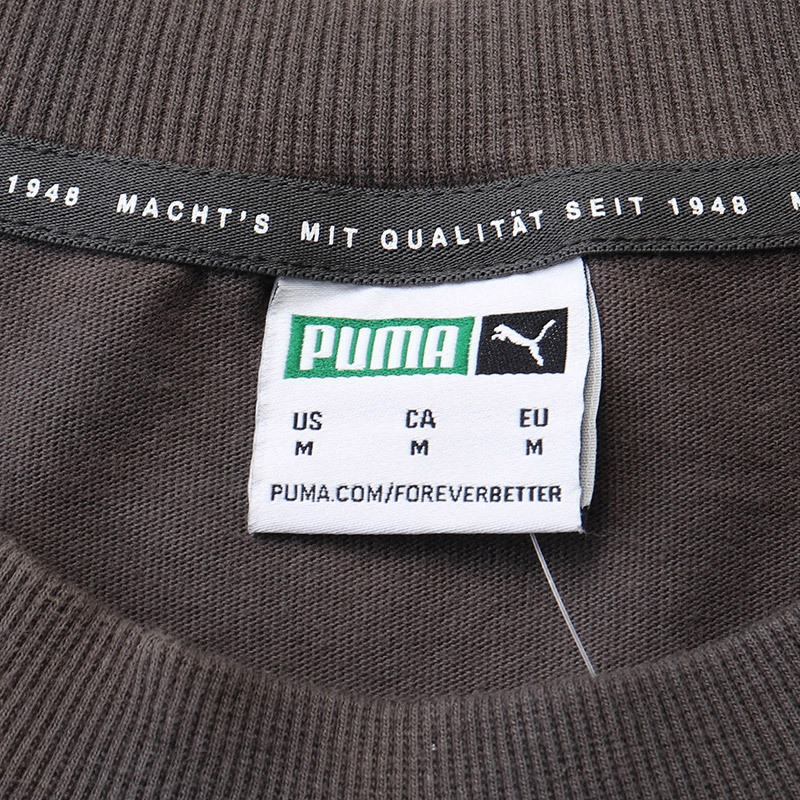 1948 MACHT'S MIT QUALITÄT SEIT 1948 M
PUMA
US CA EU
M M M
PUMA.COM/FOREVERBETTER